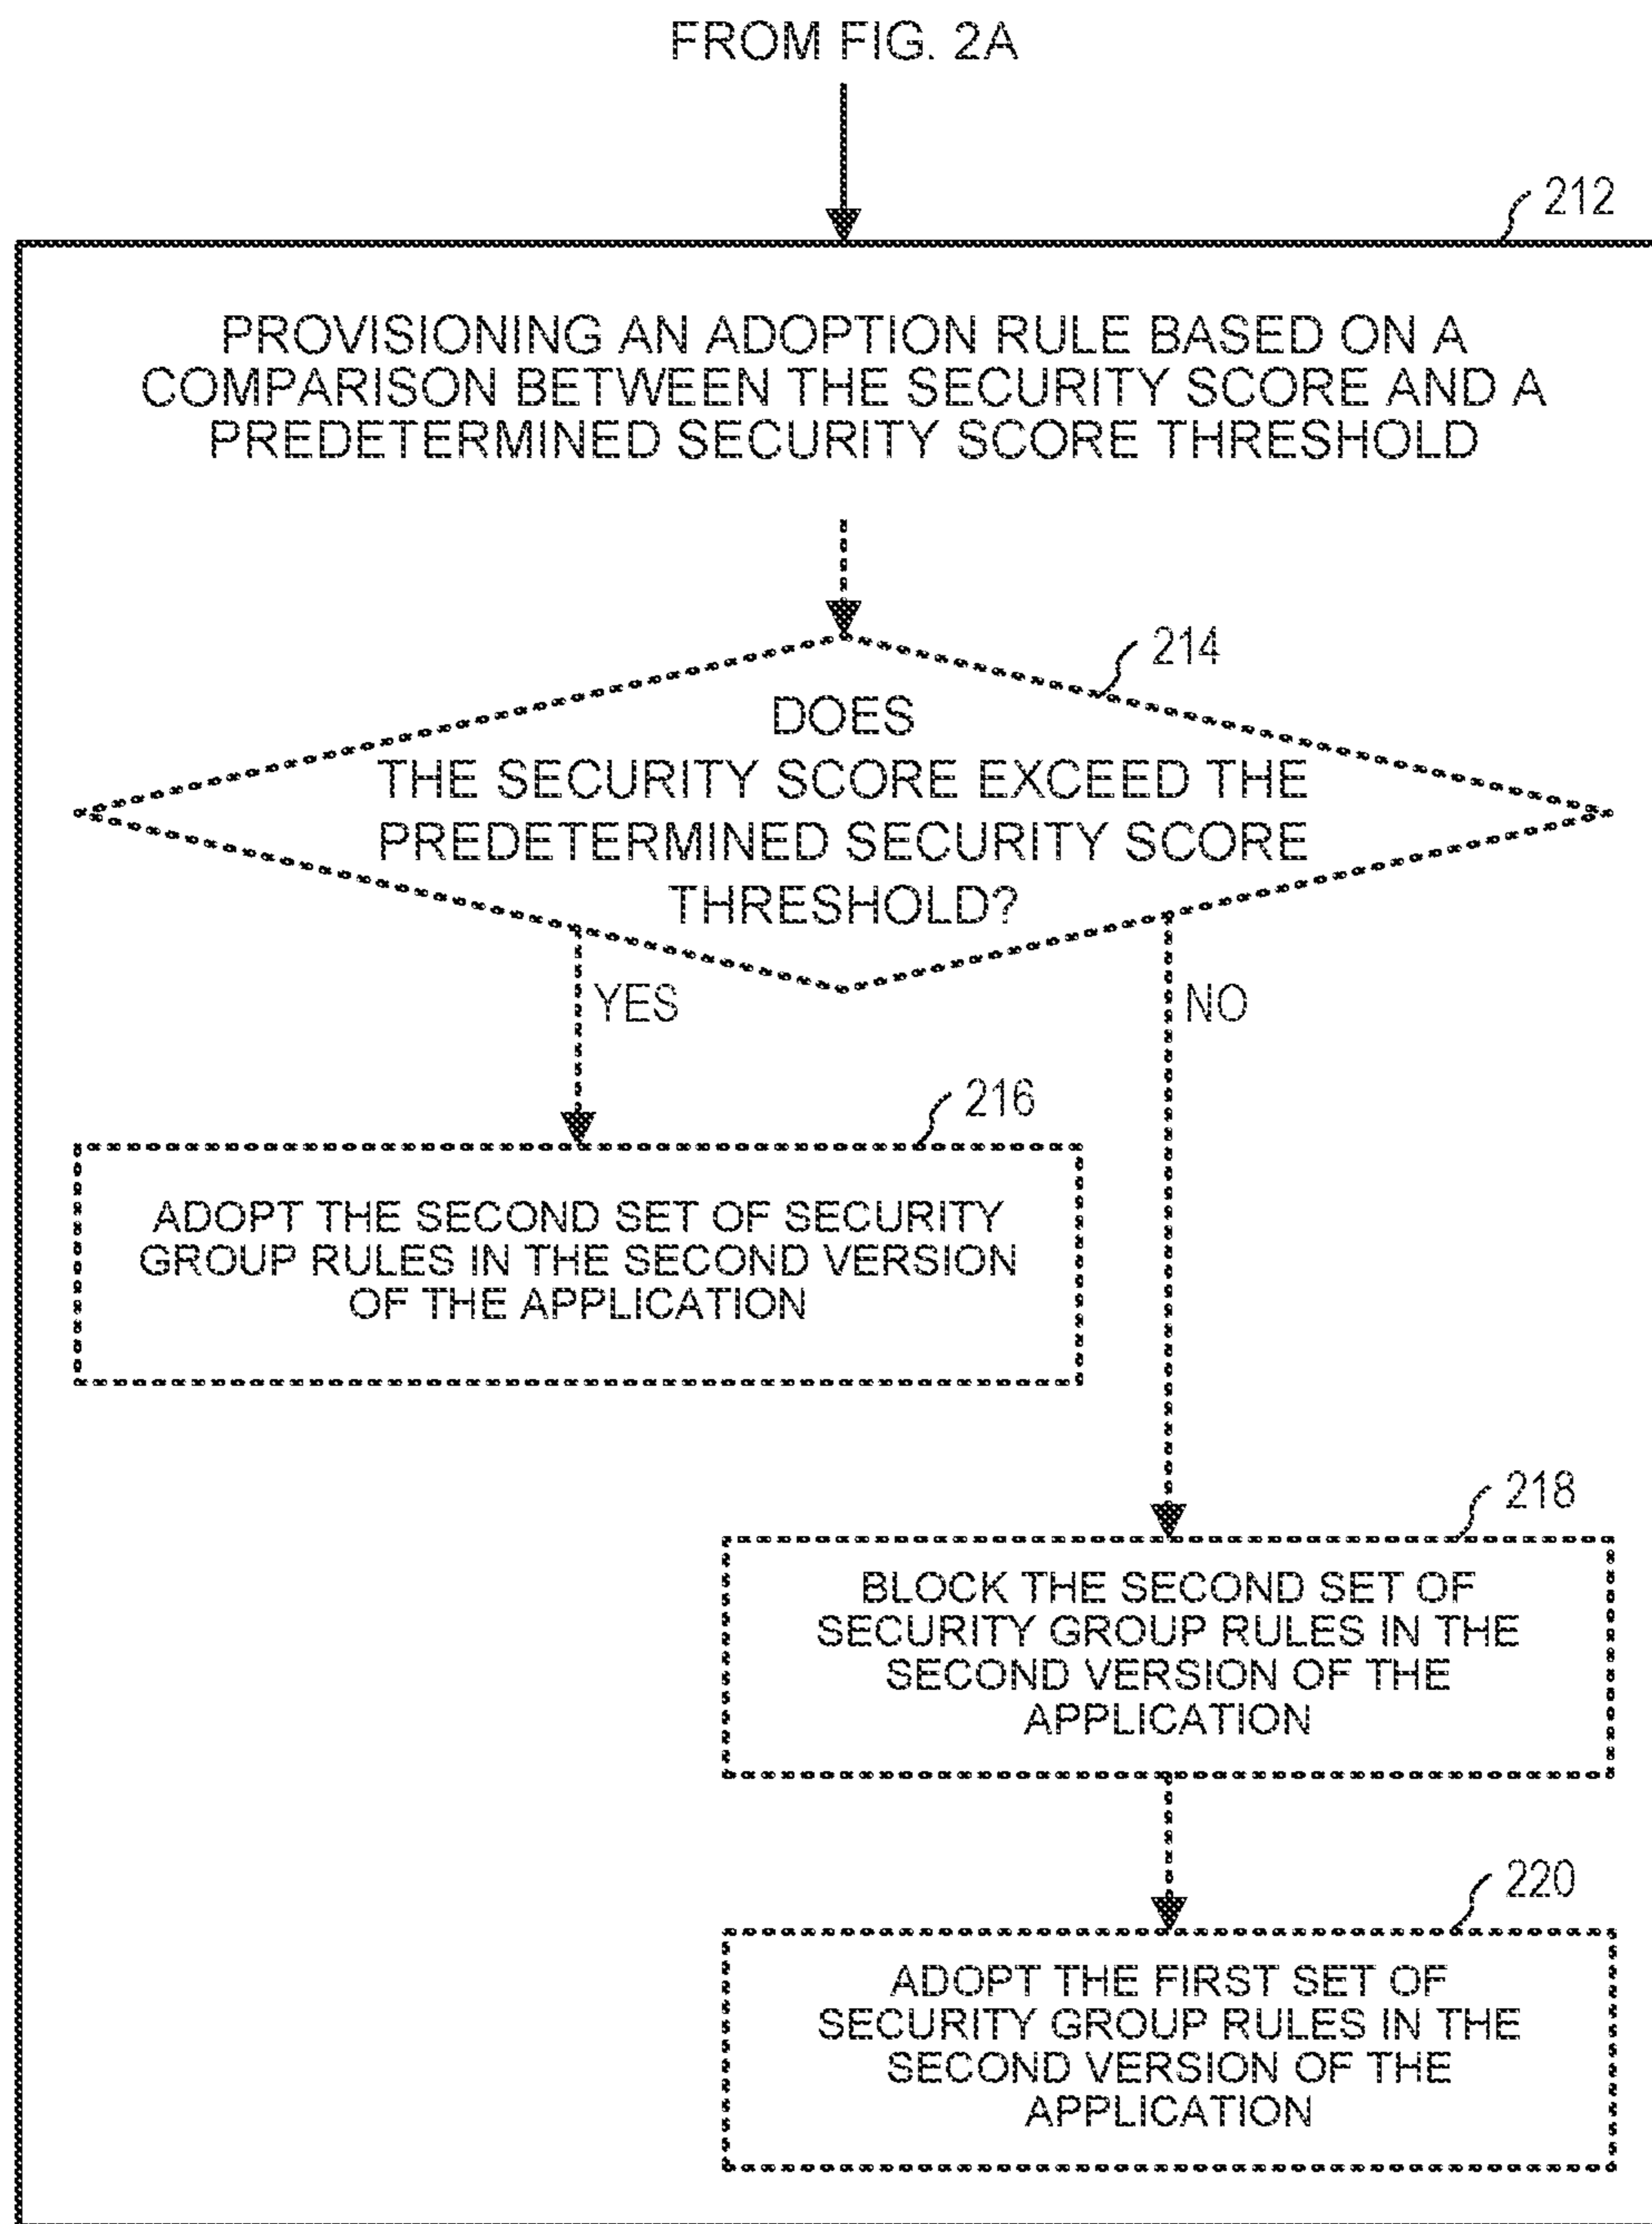 FROM FIG. 2A
212
PROVISIONING AN ADOPTION RULE BASED ON A
COMPARISON BETWEEN THE SECURITY SCORE AND A
PREDETERMINED SECURITY SCORE THRESHOLD
214
DOES
THE SECURITY SCORE EXCEED THE
PREDETERMINED SECURITY SCORE
THRESHOLD?
YES
NO
216
ADOPT THE SECOND SET OF SECURITY
GROUP RULES IN THE SECOND VERSION
OF THE APPLICATION
218
BLOCK THE SECOND SET OF
SECURITY GROUP RULES IN THE
SECOND VERSION OF THE
APPLICATION
220
ADOPT THE FIRST SET OF
SECURITY GROUP RULES IN THE
SECOND VERSION OF THE
APPLICATION